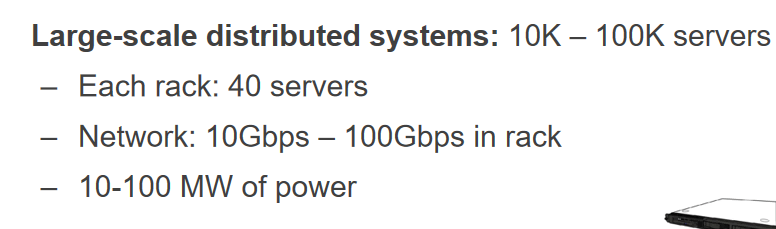 Large-scale distributed systems: 10K – 100K servers
– Each rack: 40 servers
– Network: 10Gbps – 100Gbps in rack
– 10-100 MW of power